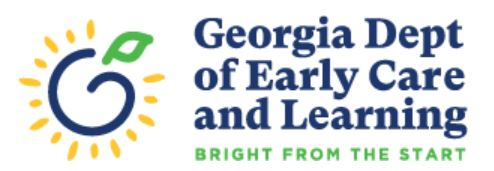 Georgia Dept
of Early Care
and Learning
BRIGHT FROM THE START